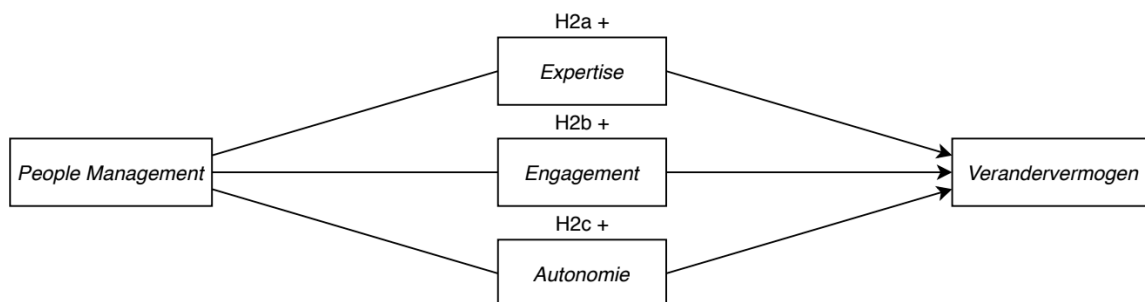 H2a +
Expertise
H2b +
People Management
Engagement
Verandervermogen
H2c +
Autonomie